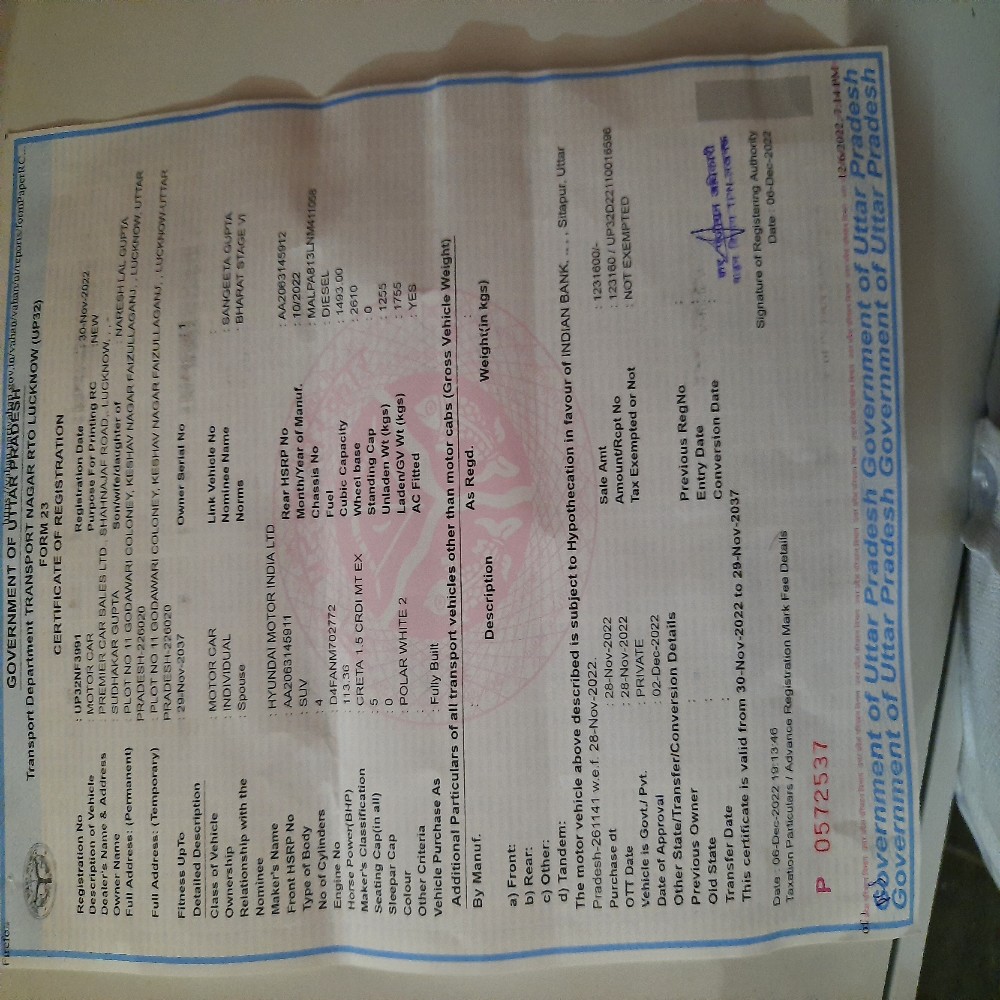 GOVERNMENT OF UTTAR PRADESH
Transport Department TRANSPORT NAGAR RTO LUCKNOW (UP32)
FORM 23
CERTIFICATE OF REGISTRATION
Registration No : UP32NF3991 Registration Date : 30-Nov-2022
Description of Vehicle : MOTOR CAR Purpose For Printing RC : NEW
Dealer's Name & Address : PREMIER CAR SALES LTD. SHAHNAJAF ROAD, , LUCKNOW, , , -
Owner Name : SUDHAKAR GUPTA Son/wife/daughter of : NARESH LAL GUPTA
Full Address: (Permanent) : PLOT NO 11 GODAWARI COLONEY, KESHAV NAGAR FAIZULLAGANJ, , LUCKNOW, UTTAR
PRADESH-226020
Full Address: (Temporary) : PLOT NO 11 GODAWARI COLONEY, KESHAV NAGAR FAIZULLAGANJ, , LUCKNOW-UTTAR
PRADESH-226020
Fitness UpTo : 29-Nov-2037 Owner Serial No : 1
Detailed Description
Class of Vehicle : MOTOR CAR Link Vehicle No :
Ownership : INDIVIDUAL Nominee Name : SANGEETA GUPTA
Relationship with the : Spouse Norms : BHARAT STAGE VI
Nominee
Maker's Name : HYUNDAI MOTOR INDIA LTD
Front HSRP No : AA2063145911 Rear HSRP No : AA2063145912
Type of Body : SUV Month/Year of Manuf. : 10/2022
No of Cylinders : 4 Chassis No : MALPA813LNM411068
Engine No : D4FANM702772 Fuel : DIESEL
Horse Power(BHP) : 113.36 Cubic Capacity : 1493.00
Maker's Classification : CRETA 1.5 CRDI MT EX Wheel base : 2610
Seating Cap(in all) : 5 Standing Cap : 0
Sleepar Cap : 0 Unladen Wt (kgs) : 1255
Colour : POLAR WHITE 2 Laden/GV Wt (kgs) : 1755
Other Criteria : AC Fitted : YES
Vehicle Purchase As : Fully Built
Additional Particulars of all transport vehicles other than motor cabs (Gross Vehicle Weight)
By Manuf. : As Regd. :
Description Weight(in kgs)
a) Front:
b) Rear:
c) Other:
d) Tandem:
The motor vehicle above described is subject to Hypothecation in favour of INDIAN BANK, , , , Sitapur, Uttar
Pradesh-261141 w.e.f. 28-Nov-2022.
Purchase dt : 28-Nov-2022 Sale Amt : 1231600/-
OTT Date : 28-Nov-2022 Amount/Rcpt No : 123160 / UP32D22110016596
Vehicle is Govt./ Pvt. : PRIVATE Tax Exempted or Not : NOT EXEMPTED
Date of Approval : 02-Dec-2022
Other State/Transfer/Conversion Details
Previous Owner : Previous RegNo :
Old State : Entry Date :
Transfer Date : Conversion Date :
This certificate is valid from 30-Nov-2022 to 29-Nov-2037
Signature of Registering Authority
Date : 06-Dec-2022 19:13:46 Date : 06-Dec-2022
Taxation Particulars / Advance Registration Mark Fee Details
P 0572537
12/6/2022, 7:14 PM
Government of Uttar Pradesh Government of Uttar Pradesh
Government of Uttar Pradesh Government of Uttar Pradesh